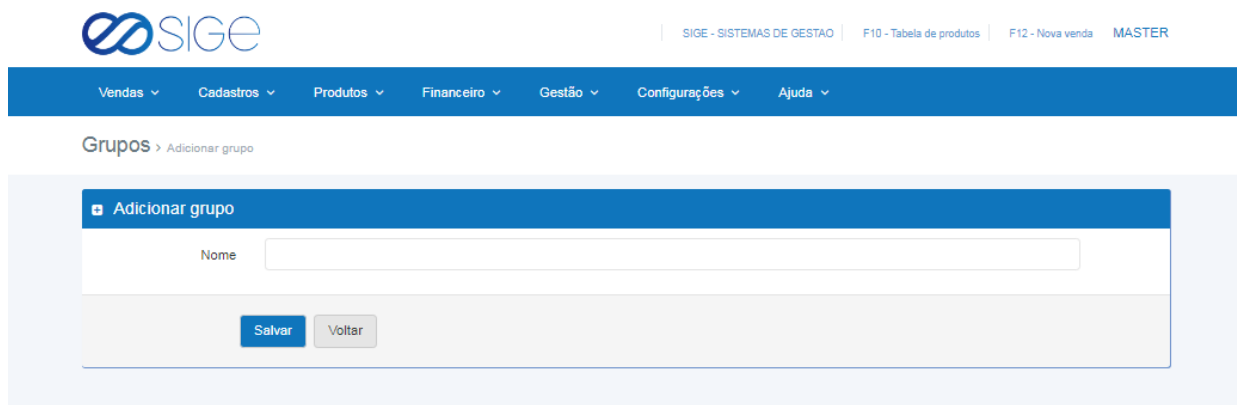 SIGE
SIGE - SISTEMAS DE GESTAO F10 - Tabela de produtos F12 - Nova venda MASTER
Vendas Cadastros Produtos Financeiro Gestão Configurações Ajuda
Grupos > Adicionar grupo
Adicionar grupo
Nome
Salvar Voltar